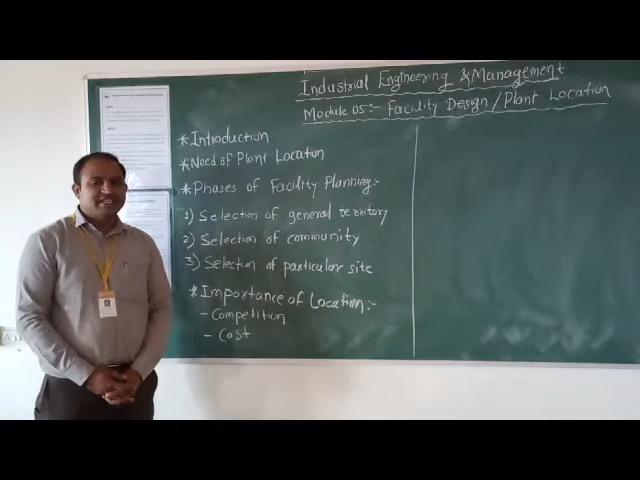 Industrial Engineering & Management
Module 05:- Facility Design / Plant Location
* Introduction
* Need of Plant Location
* Phases of Facility Planning:-
1) Selection of general territory
2) Selection of community
3) Selection of particular site
* Importance of Location:-
- Competition
- Cost